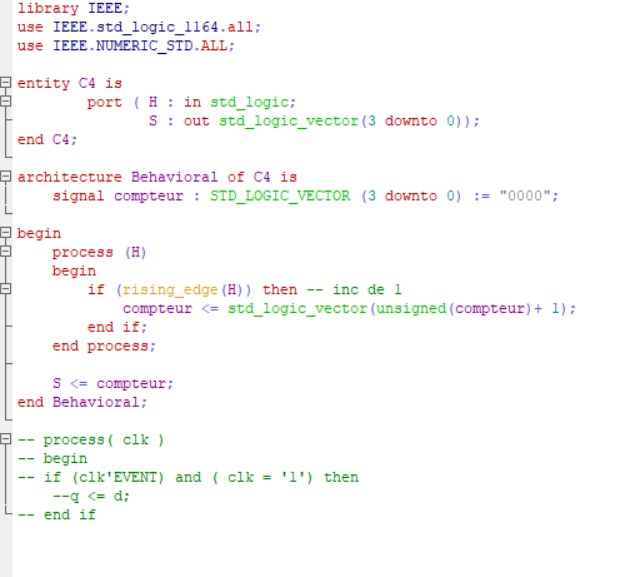 library IEEE;
use IEEE.std_logic_1164.all;
use IEEE.NUMERIC_STD.ALL;
entity C4 is
port ( H : in std_logic;
S : out std_logic_vector(3 downto 0));
end C4;
architecture Behavioral of C4 is
signal compteur : STD_LOGIC_VECTOR (3 downto 0) := "0000";
begin
process (H)
begin
if (rising_edge(H)) then -- inc de 1
compteur <= std_logic_vector(unsigned(compteur)+ 1);
end if;
end process;
S <= compteur;
end Behavioral;
-- process( clk )
-- begin
-- if (clk'EVENT) and ( clk = '1') then
--q <= d;
-- end if